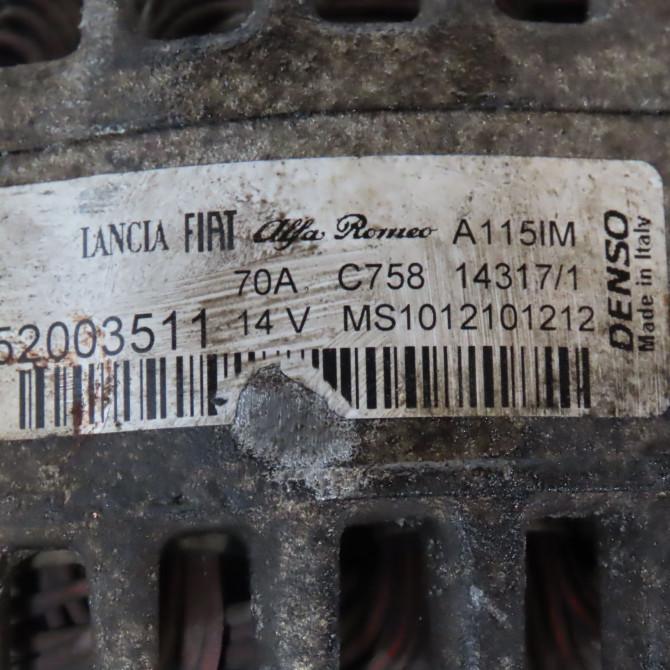 LANCIA FIAT Alfa Romeo A115IM
70A C758 14317/1
52003511 14 V MS1012101212
DENSO
Made in Italy